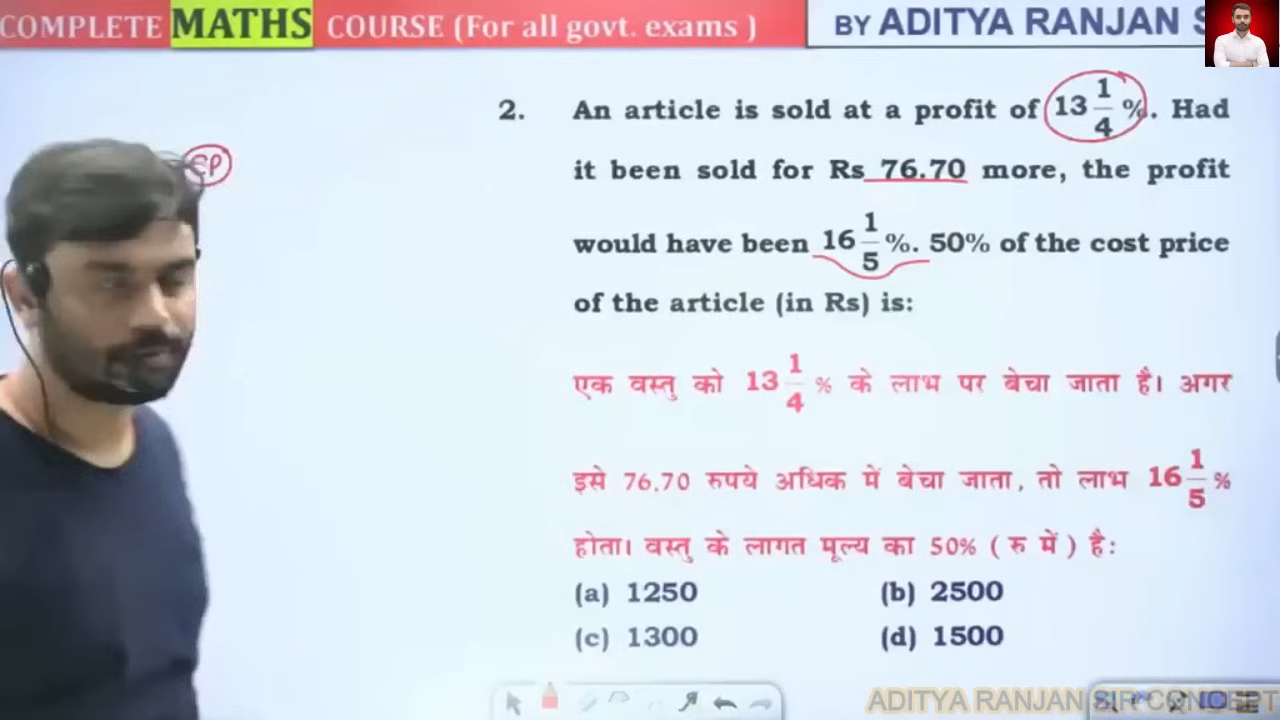 COMPLETE MATHS COURSE (For all govt. exams )
BY ADITYA RANJAN S
CP
2. An article is sold at a profit of 13 1/4 %. Had
it been sold for Rs 76.70 more, the profit
would have been 16 1/5 %. 50% of the cost price
of the article (in Rs) is:
एक वस्तु को 13 1/4 % के लाभ पर बेचा जाता है। अगर
इसे 76.70 रुपये अधिक में बेचा जाता, तो लाभ 16 1/5 %
होता। वस्तु के लागत मूल्य का 50% ( रु में ) है:
(a) 1250 (b) 2500
(c) 1300 (d) 1500
ADITYA RANJAN SIR CONCEPT